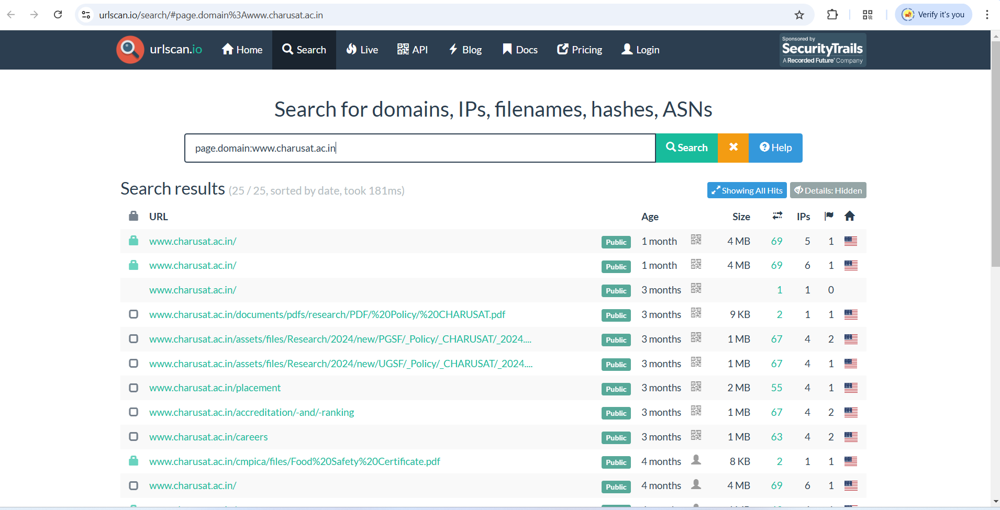 urlscan.io/search/#page.domain%3Awww.charusat.ac.in Verify it's you
urlscan.io Home Search Live API Blog Docs Pricing Login Sponsored by SecurityTrails A Recorded Future® Company
Search for domains, IPs, filenames, hashes, ASNs
page.domain:www.charusat.ac.in Search Help
Search results (25 / 25, sorted by date, took 181ms) Showing All Hits Details: Hidden
URL Age Size IPs
www.charusat.ac.in/ Public 1 month 4 MB 69 5 1
www.charusat.ac.in/ Public 1 month 4 MB 69 6 1
www.charusat.ac.in/ Public 3 months 1 1 0
www.charusat.ac.in/documents/pdfs/research/PDF/%20Policy/%20CHARUSAT.pdf Public 3 months 9 KB 2 1 1
www.charusat.ac.in/assets/files/Research/2024/new/PGSF/_Policy/_CHARUSAT/_2024.... Public 3 months 1 MB 67 4 2
www.charusat.ac.in/assets/files/Research/2024/new/UGSF/_Policy/_CHARUSAT/_2024.... Public 3 months 1 MB 67 4 1
www.charusat.ac.in/placement Public 3 months 2 MB 55 4 1
www.charusat.ac.in/accreditation/-and/-ranking Public 3 months 1 MB 67 4 2
www.charusat.ac.in/careers Public 3 months 1 MB 63 4 2
www.charusat.ac.in/cmpica/files/Food%20Safety%20Certificate.pdf Public 4 months 8 KB 2 1 1
www.charusat.ac.in/ Public 4 months 4 MB 69 6 1